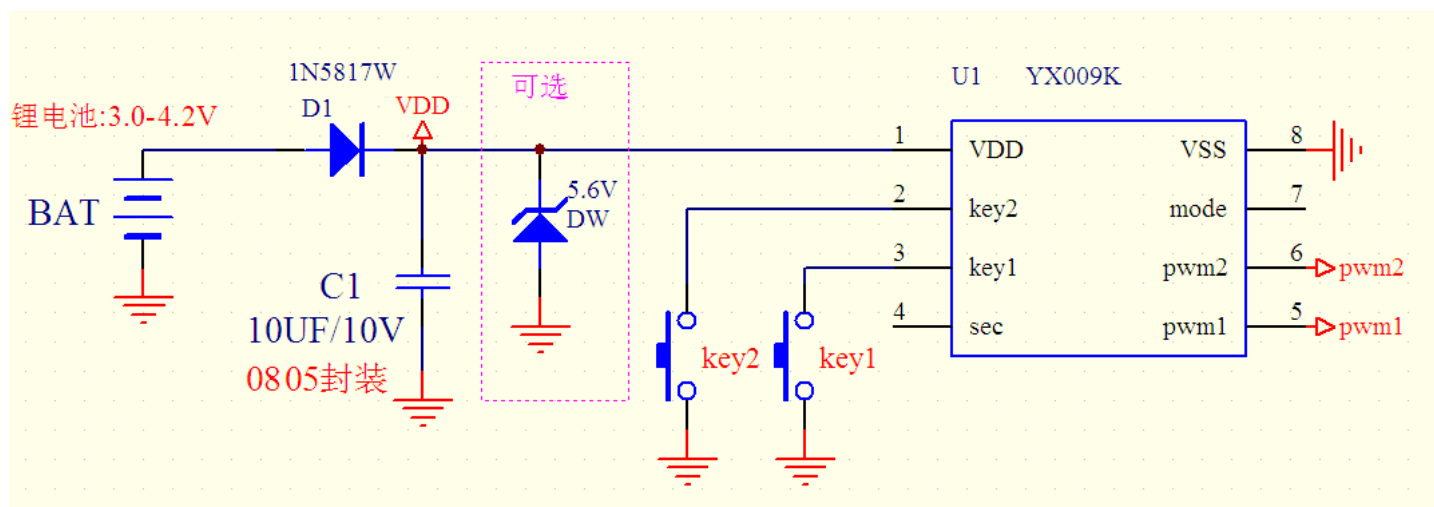 1N5817W
D1
锂电池:3.0-4.2V
VDD
可选
U1 YX009K
BAT
C1
10UF/10V
0805封装
5.6V
DW
1 VDD VSS 8
2 key2 mode 7
3 key1 pwm2 6 pwm2
4 sec pwm1 5 pwm1
key2 key1